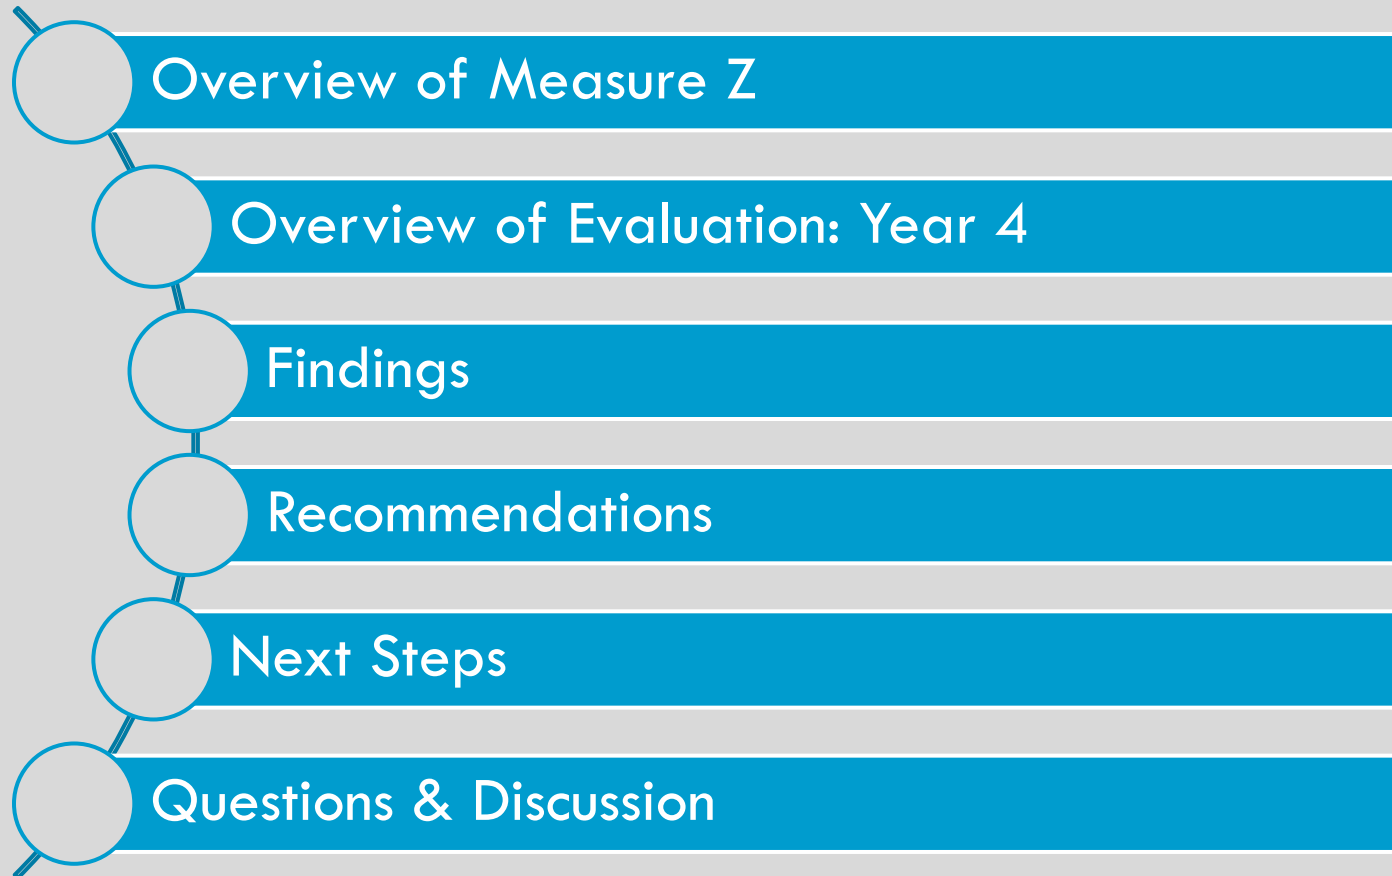 Overview of Measure Z
Overview of Evaluation: Year 4
Findings
Recommendations
Next Steps
Questions & Discussion